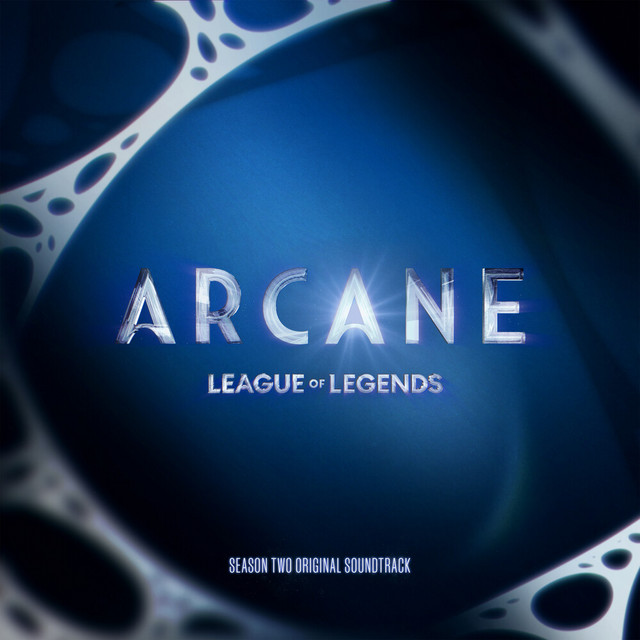 ARCANE
LEAGUE OF LEGENDS
SEASON TWO ORIGINAL SOUNDTRACK